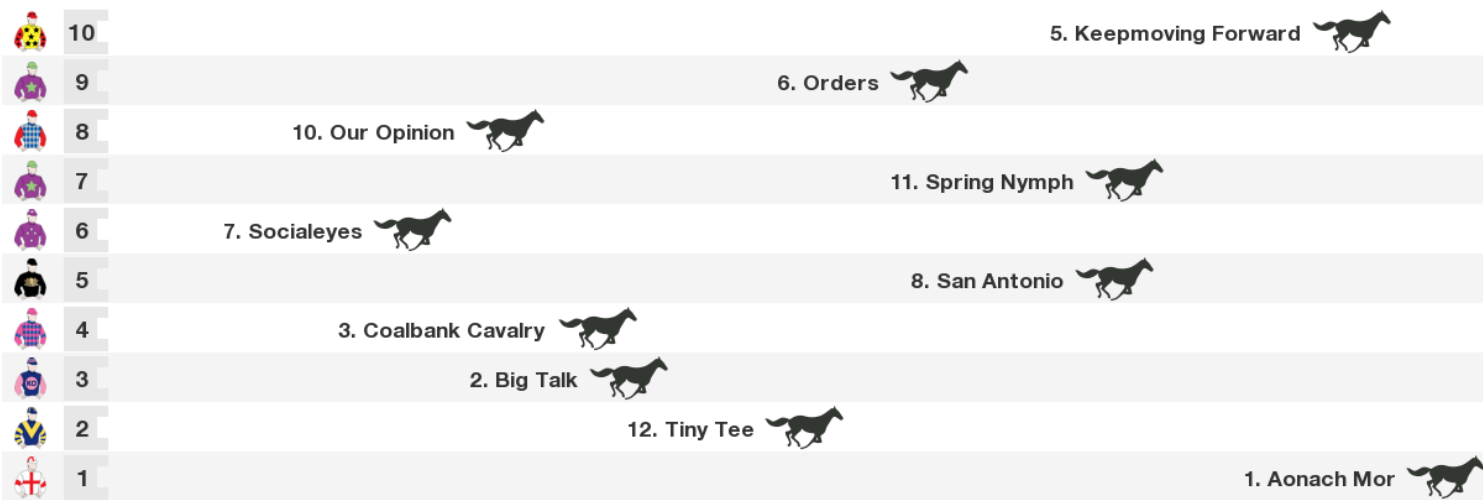 10 5. Keepmoving Forward
9 6. Orders
8 10. Our Opinion
7 11. Spring Nymph
6 7. Socialeyes
5 8. San Antonio
4 3. Coalbank Cavalry
3 2. Big Talk
KD
2 12. Tiny Tee
1 1. Aonach Mor